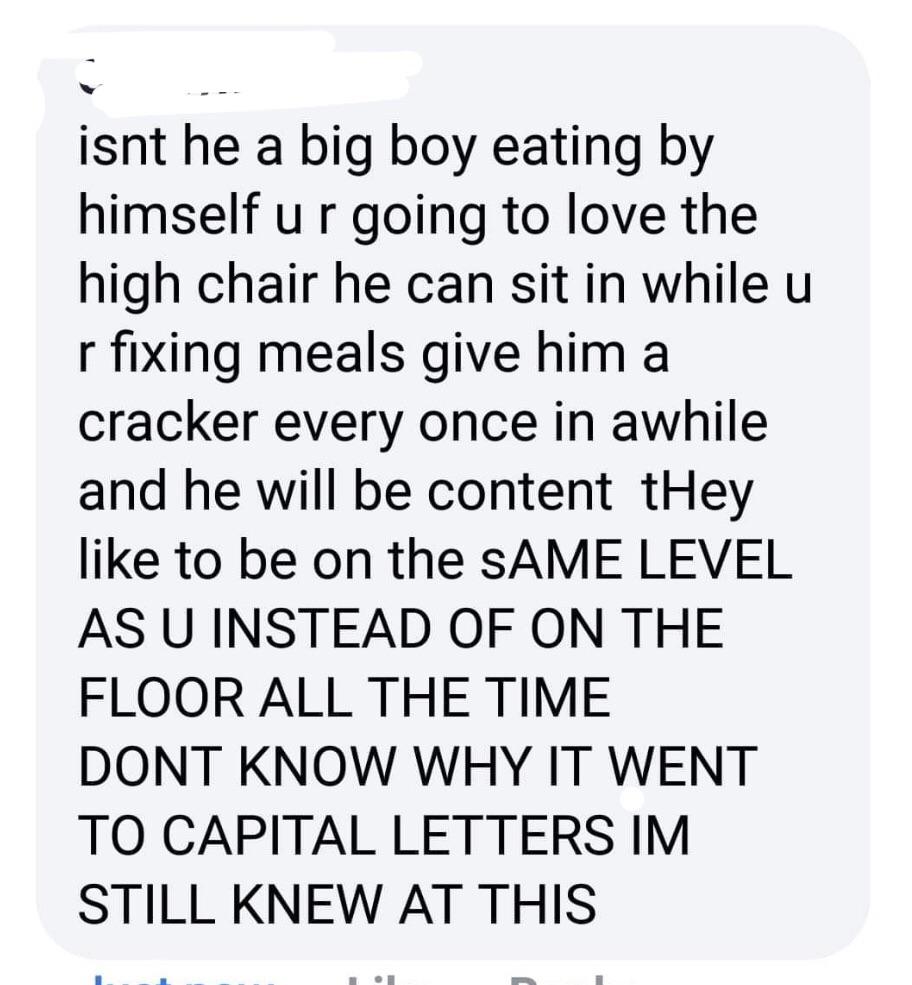 isnt he a big boy eating by
himself u r going to love the
high chair he can sit in while u
r fixing meals give him a
cracker every once in awhile
and he will be content  tHey
like to be on the sAME LEVEL
AS U INSTEAD OF ON THE
FLOOR ALL THE TIME
DONT KNOW WHY IT WENT
TO CAPITAL LETTERS IM
STILL KNEW AT THIS